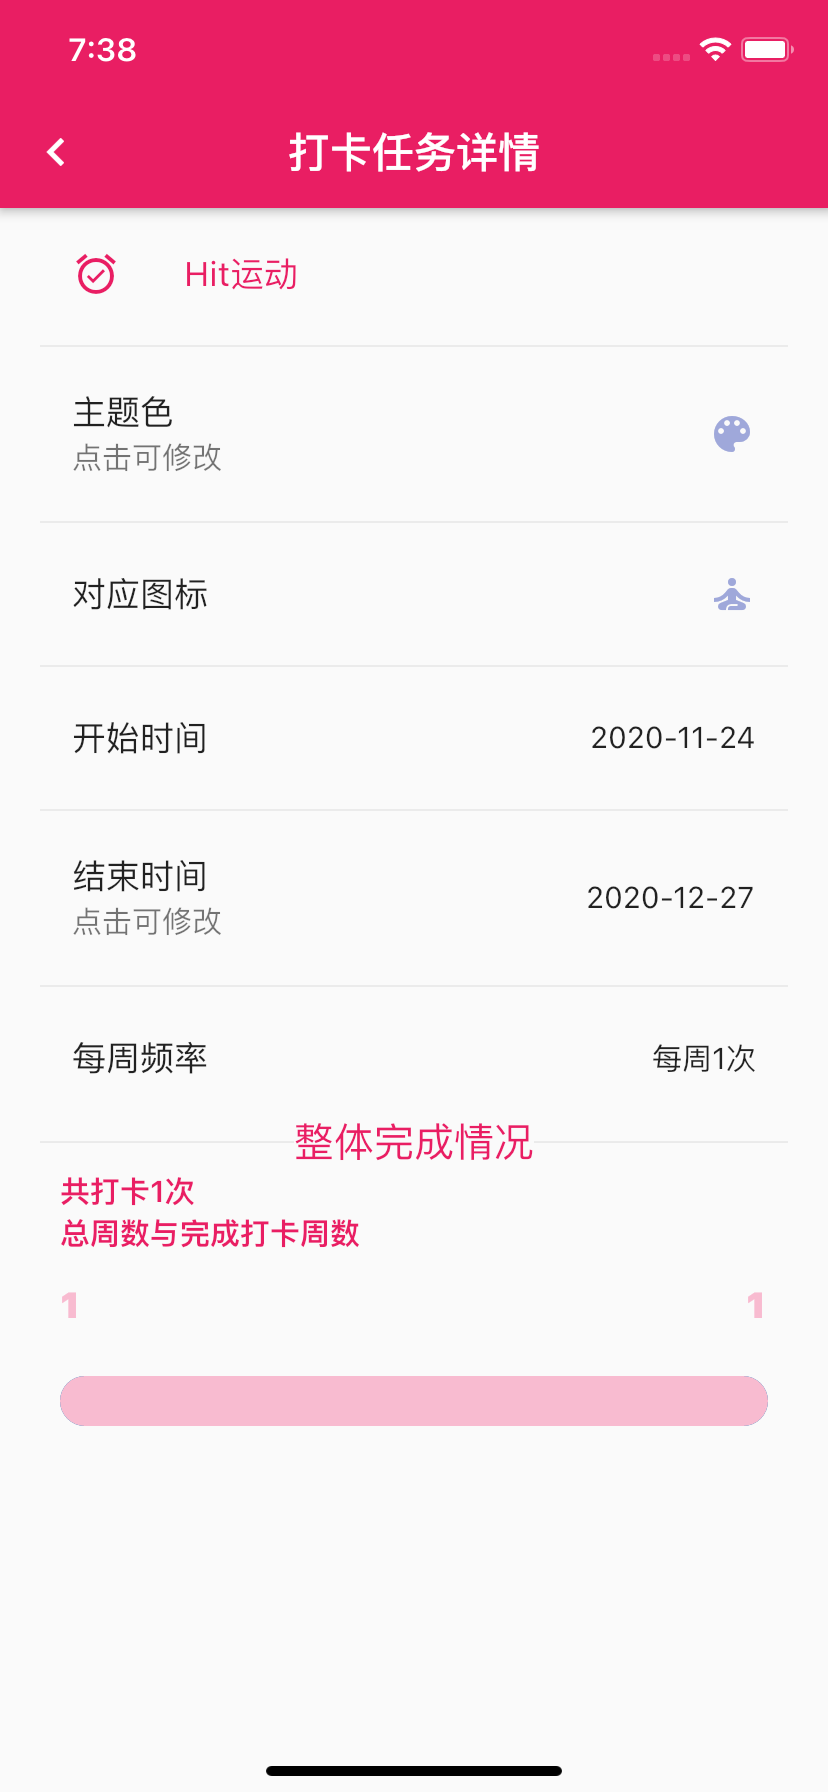 7:38
打卡任务详情
Hit运动
主题色
点击可修改
对应图标
开始时间
2020-11-24
结束时间
点击可修改
2020-12-27
每周频率
每周1次
整体完成情况
共打卡1次
总周数与完成打卡周数
1
1